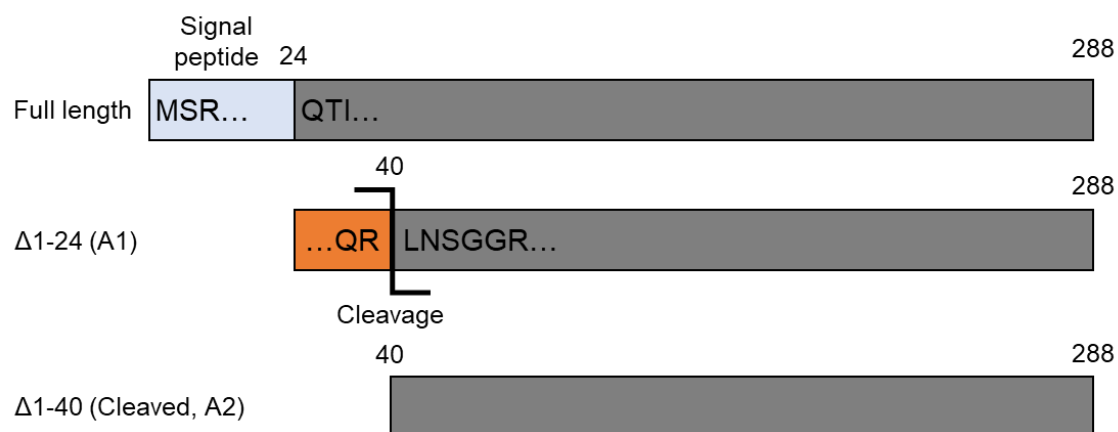 Signal
peptide 24 288
Full length MSR... QTI...
40 288
Δ1-24 (A1) ...QR LNSGGR...
Cleavage
40 288
Δ1-40 (Cleaved, A2)